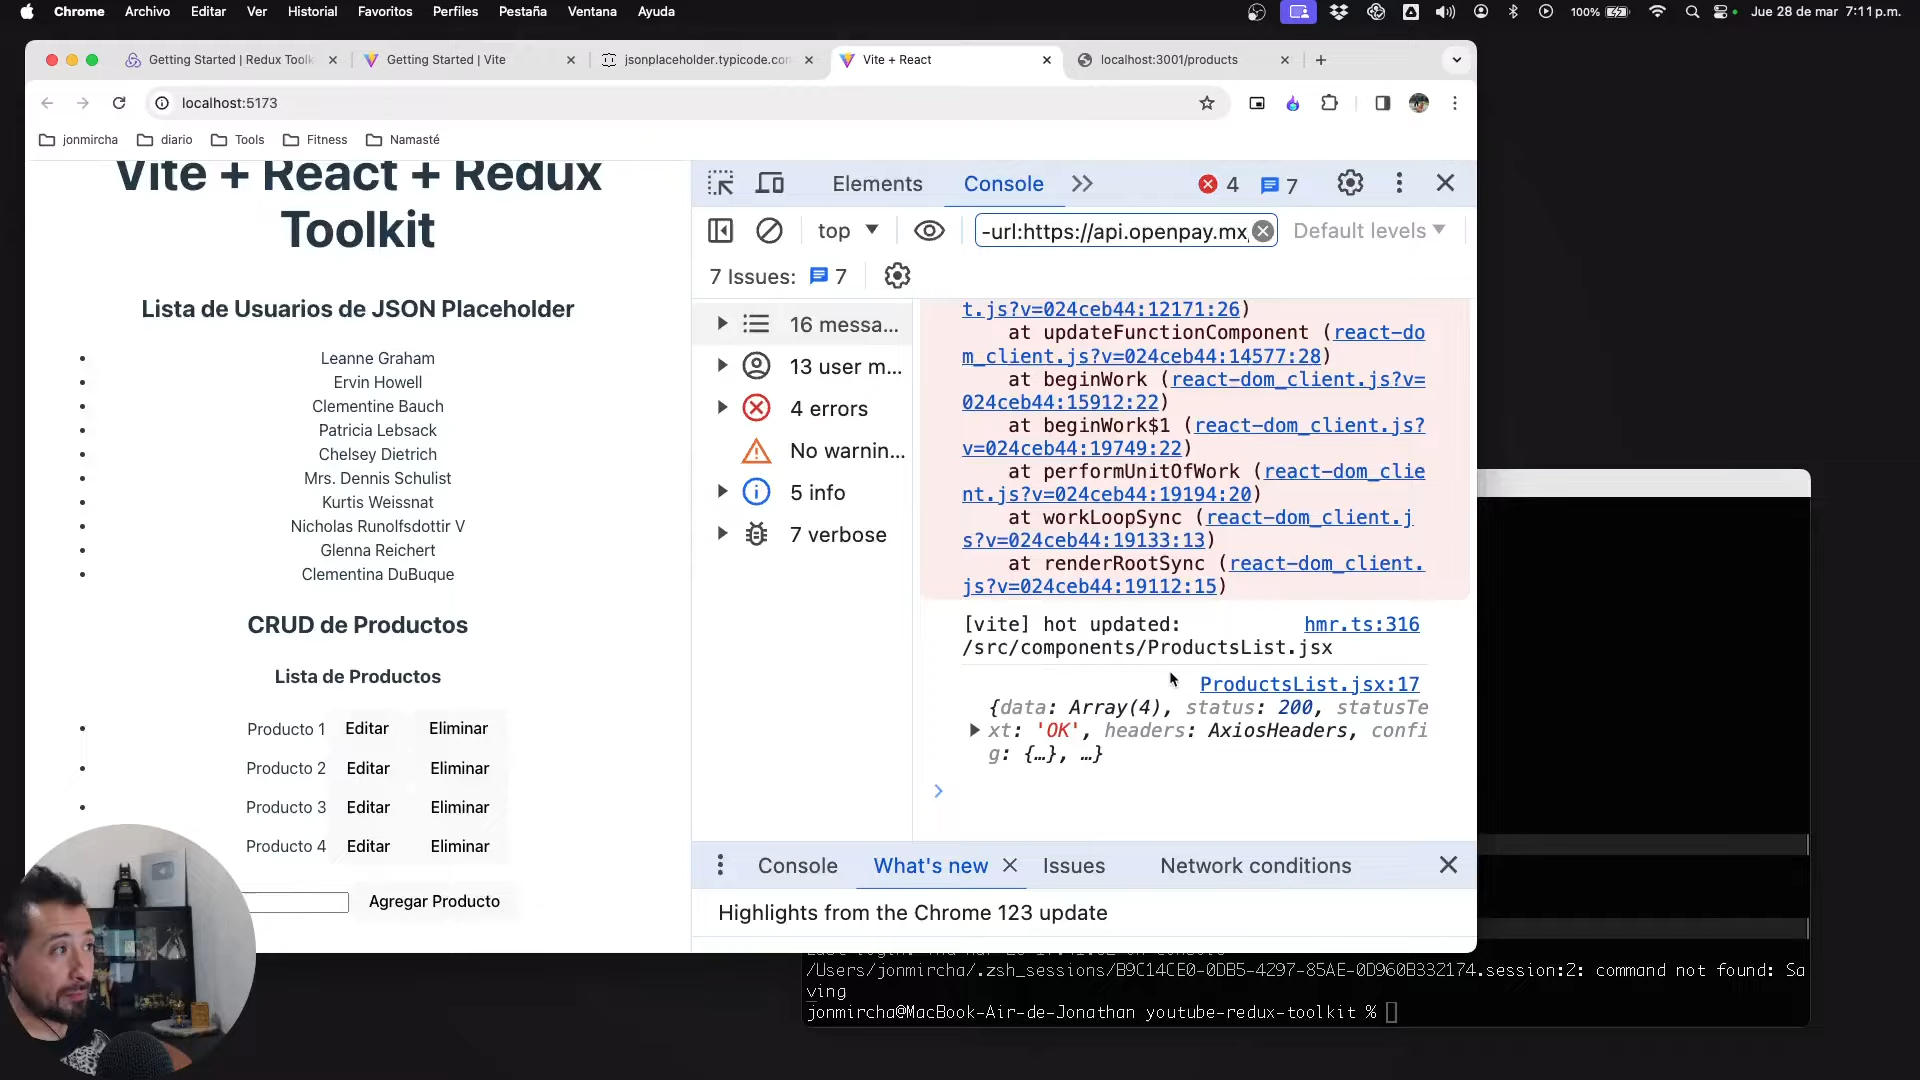 Chrome Archivo Editar Ver Historial Favoritos Perfiles Pestaña Ventana Ayuda 100% Jue 28 de mar 7:11 p.m.
Getting Started | Redux Toolk
Getting Started | Vite
jsonplaceholder.typicode.con
Vite + React
localhost:3001/products
localhost:5173
jonmircha diario Tools Fitness Namasté
Vite + React + Redux
Toolkit
Lista de Usuarios de JSON Placeholder
Leanne Graham
Ervin Howell
Clementine Bauch
Patricia Lebsack
Chelsey Dietrich
Mrs. Dennis Schulist
Kurtis Weissnat
Nicholas Runolfsdottir V
Glenna Reichert
Clementina DuBuque
CRUD de Productos
Lista de Productos
Producto 1 Editar Eliminar
Producto 2 Editar Eliminar
Producto 3 Editar Eliminar
Producto 4 Editar Eliminar
Agregar Producto
Elements Console 4 7
top -url:https://api.openpay.mx, Default levels
7 Issues: 7
16 messa...
13 user m...
4 errors
No warnin...
5 info
7 verbose
t.js?v=024ceb44:12171:26)
at updateFunctionComponent (react-do
m_client.js?v=024ceb44:14577:28)
at beginWork (react-dom_client.js?v=
024ceb44:15912:22)
at beginWork$1 (react-dom_client.js?
v=024ceb44:19749:22)
at performUnitOfWork (react-dom_clie
nt.js?v=024ceb44:19194:20)
at workLoopSync (react-dom_client.j
s?v=024ceb44:19133:13)
at renderRootSync (react-dom_client.
js?v=024ceb44:19112:15)
[vite] hot updated: hmr.ts:316
/src/components/ProductsList.jsx
ProductsList.jsx:17
{data: Array(4), status: 200, statusTe
xt: 'OK', headers: AxiosHeaders, confi
g: {…}, …}
Console What's new Issues Network conditions
Highlights from the Chrome 123 update
/Users/jonmircha/.zsh_sessions/B9C14CE0-0DB5-4297-85AE-0D960B332174.session:2: command not found: Sa
ving
jonmircha@MacBook-Air-de-Jonathan youtube-redux-toolkit %